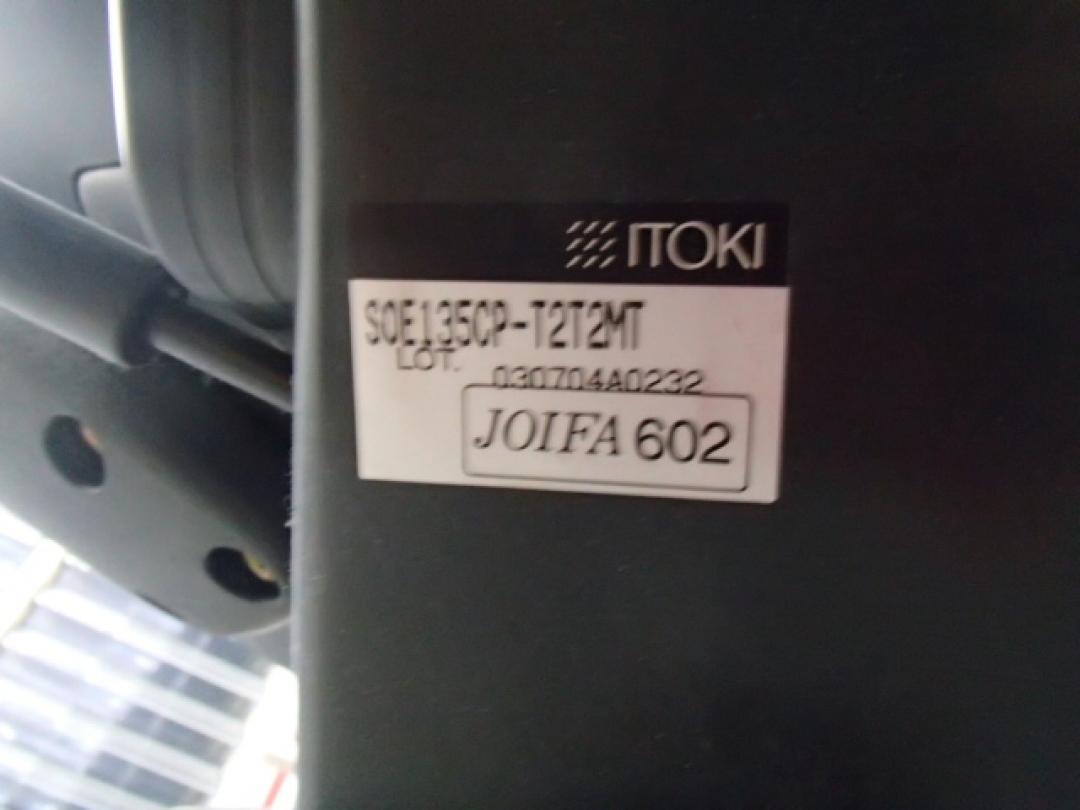 ITOKI
SOE135CP-T2T2MT
LOT. 030704A0232
JOIFA 602